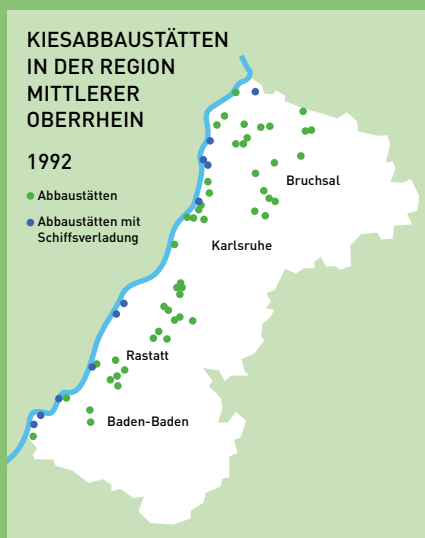 KIESABBAUSTÄTTEN
IN DER REGION
MITTLERER
OBERRHEIN
1992
Abbaustätten
Abbaustätten mit
Schiffsverladung
Bruchsal
Karlsruhe
Rastatt
Baden-Baden